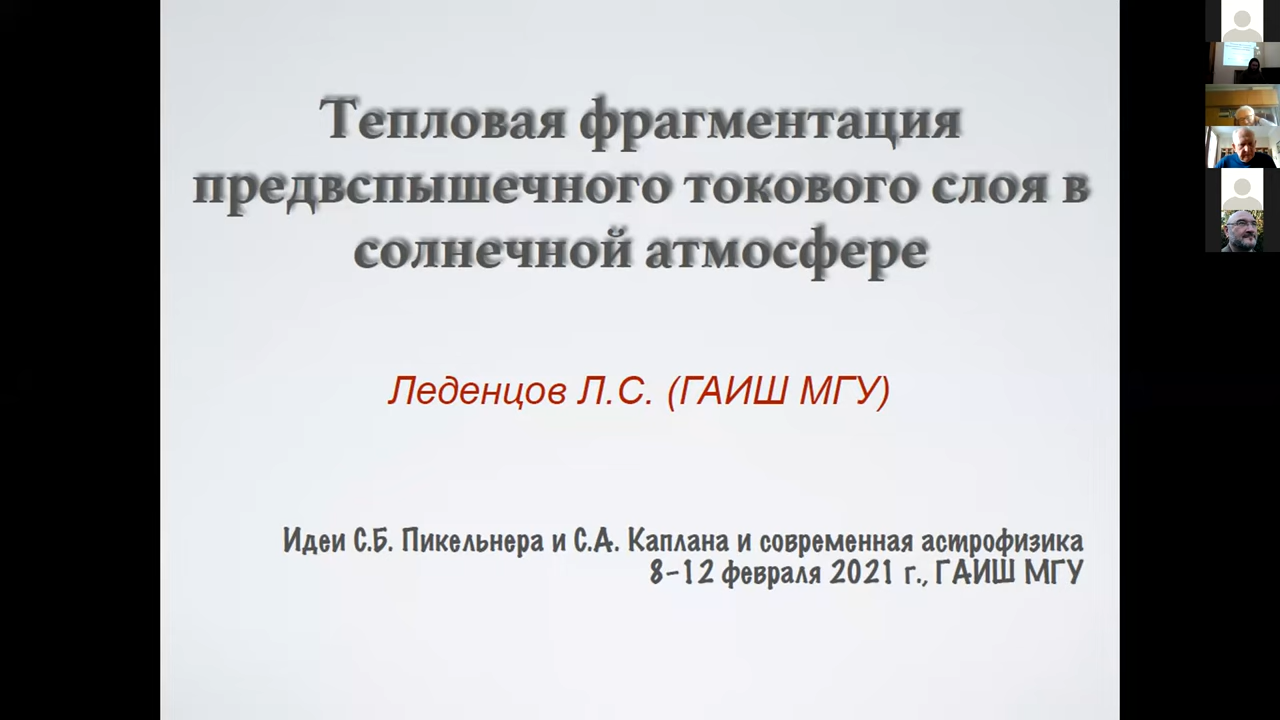 Тепловая фрагментация
предвспышечного токового слоя в
солнечной атмосфере
Леденцов Л.С. (ГАИШ МГУ)
Идеи С.Б. Пикельнера и С.А. Каплана и современная астрофизика
8-12 февраля 2021 г., ГАИШ МГУ